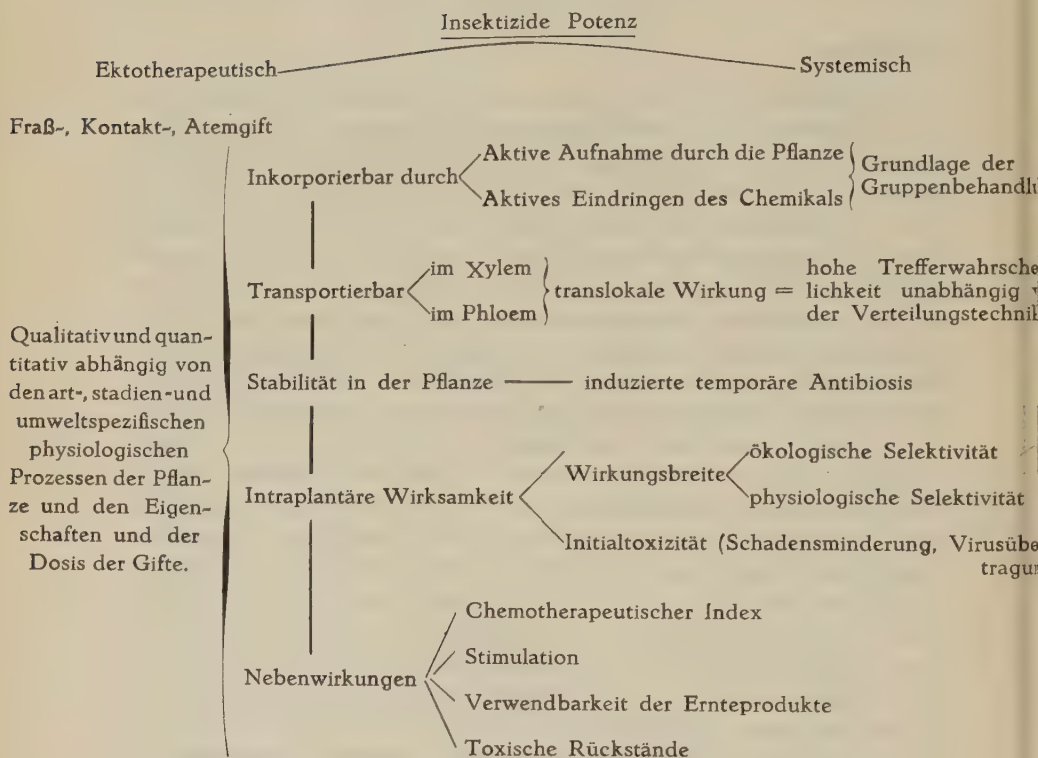 Insektizide Potenz
Ektotherapeutisch
Systemisch
Fraß-, Kontakt-, Atemgift
Qualitativ und quan-
titativ abhängig von
den art-, stadien- und
umweltspezifischen
physiologischen
Prozessen der Pflan-
ze und den Eigen-
schaften und der
Dosis der Gifte.
Inkorporierbar durch
Aktive Aufnahme durch die Pflanze
Aktives Eindringen des Chemikals
Grundlage der
Transportierbar
im Xylem
im Phloem
translokale Wirkung =
hohe
lichkeit unabhängig
der Verteilungstechnik
Stabilität in der Pflanze — induzierte temporäre Antibiosis
Intraplantäre Wirksamkeit
Wirkungsbreite
ökologische Selektivität
physiologische Selektivität
Initialtoxizität (Schadensminderung,
Nebenwirkungen
Chemotherapeutischer Index
Stimulation
Verwendbarkeit der Ernteprodukte
Toxische Rückstände